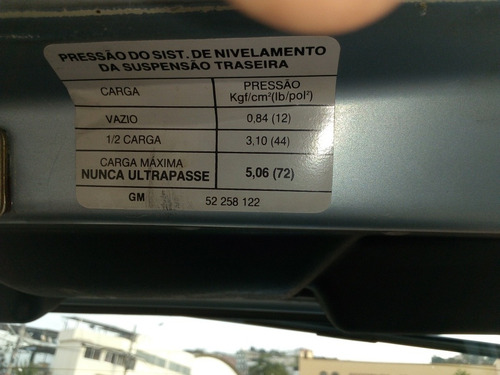 PRESSÃO DO SIST. DE NIVELAMENTO
DA SUSPENSÃO TRASEIRA
CARGA
PRESSÃO
Kgf/cm²(lb/pol²)
VAZIO
0,84 (12)
1/2 CARGA
3,10 (44)
CARGA MÁXIMA
NUNCA ULTRAPASSE
5,06 (72)
GM
52 258 122